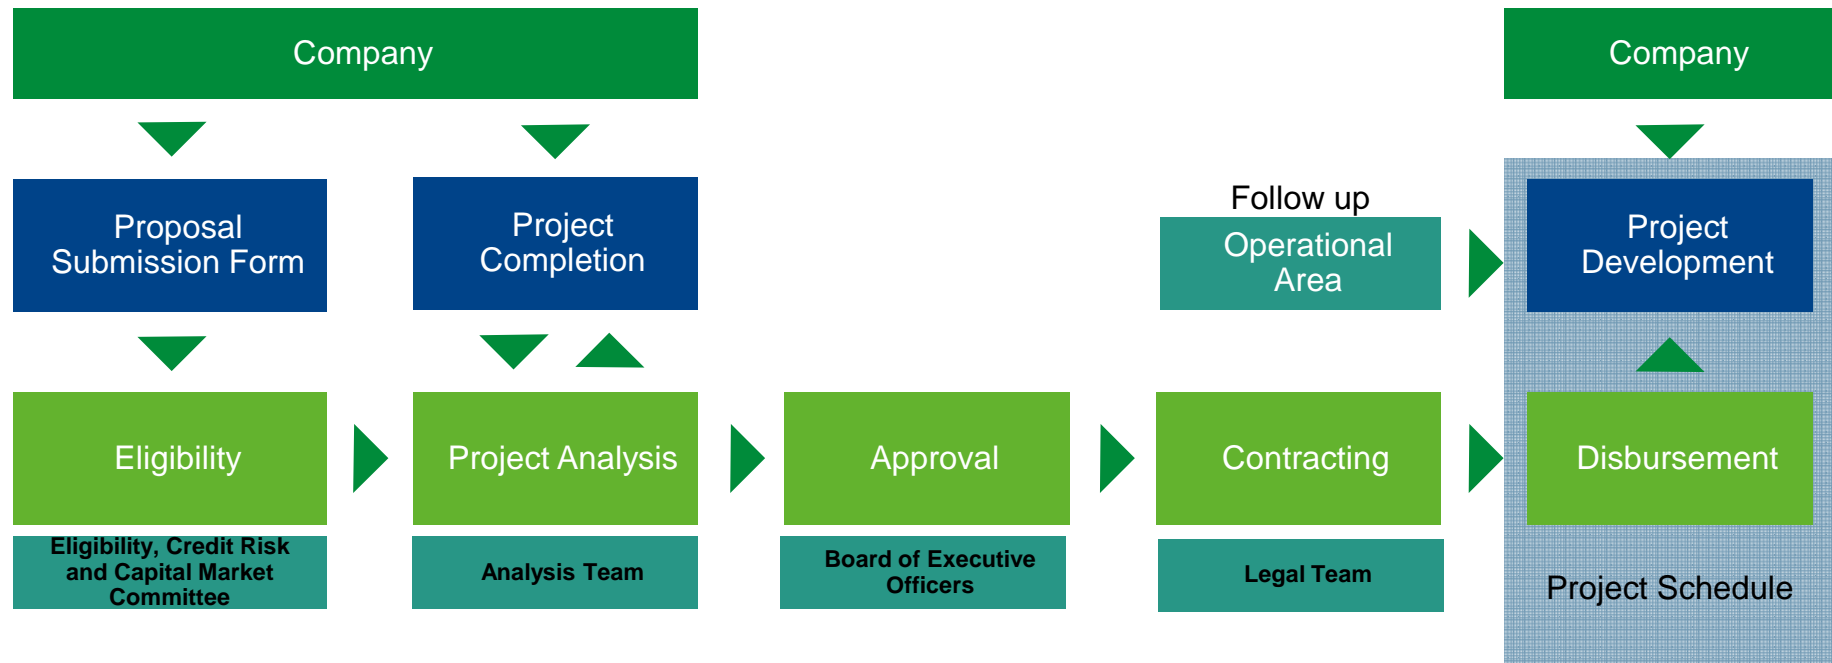 Company
Company
Proposal
Submission Form
Project
Completion
Follow up
Operational
Area
Project
Development
Eligibility
Project Analysis
Approval
Contracting
Disbursement
Eligibility, Credit Risk
and Capital Market
Committee
Analysis Team
Board of Executive
Officers
Legal Team
Project Schedule